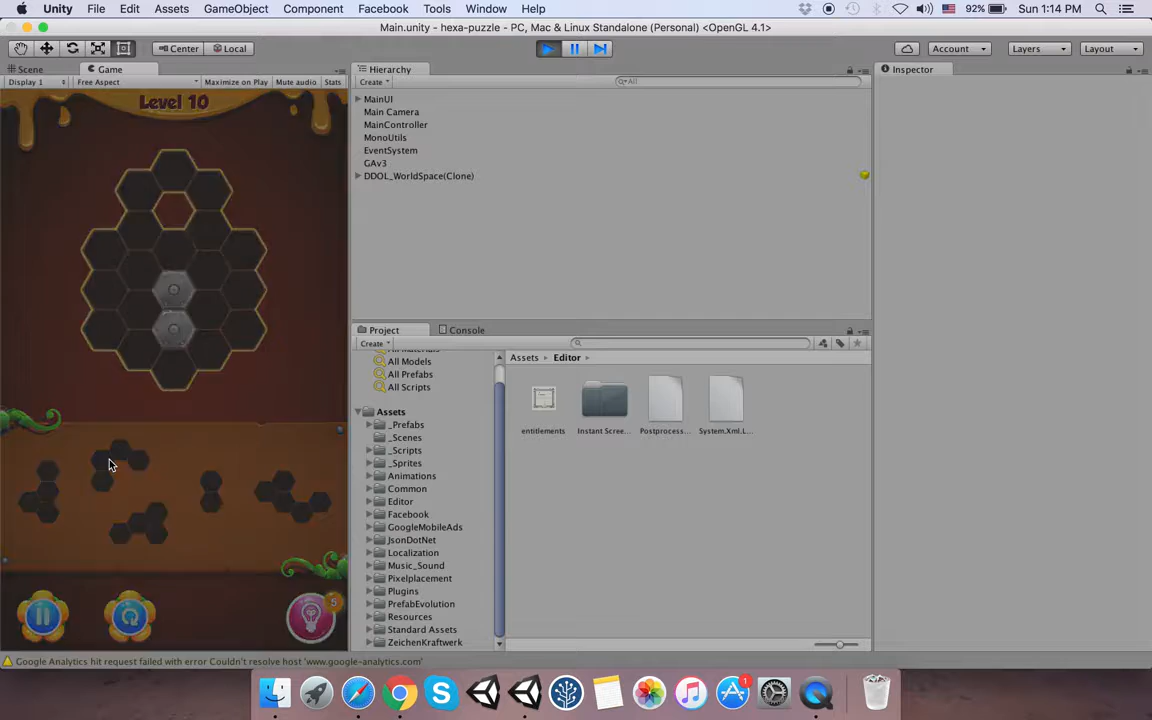 Unity File Edit Assets GameObject Component Facebook Tools Window Help 92% Sun 1:14 PM
Main.unity - hexa-puzzle - PC, Mac & Linux Standalone (Personal) <OpenGL 4.1>
Center Local Account Layers Layout
Scene Game Hierarchy Inspector
Display 1 Free Aspect Maximize on Play Mute audio Stats Create All
Level 10
MainUI
Main Camera
MainController
MonoUtils
EventSystem
GAv3
DDOL_WorldSpace(Clone)
Project Console
Create
All Materials
All Models
All Prefabs
All Scripts
Assets
_Prefabs
_Scenes
_Scripts
_Sprites
Animations
Common
Editor
Facebook
GoogleMobileAds
JsonDotNet
Localization
Music_Sound
Pixelplacement
Plugins
PrefabEvolution
Resources
Standard Assets
ZeichenKraftwerk
Assets Editor
entitlements Instant Scree... Postprocess... System.Xml.L...
5
Google Analytics hit request failed with error Couldn't resolve host 'www.google-analytics.com'
1